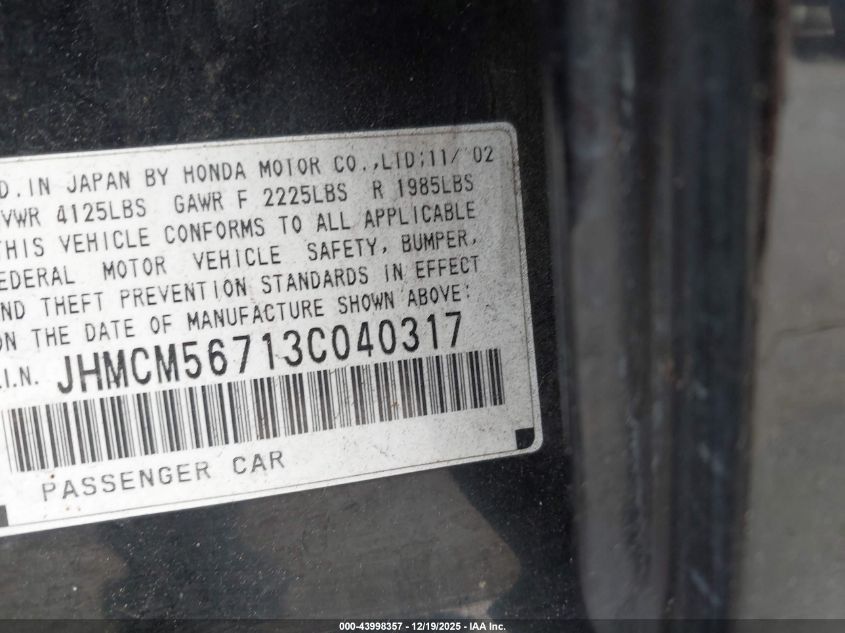 D. IN JAPAN BY HONDA MOTOR CO.,LTD;11/'02
VWR 4125LBS GAWR F 2225LBS R 1985LBS
THIS VEHICLE CONFORMS TO ALL APPLICABLE
EDERAL MOTOR VEHICLE SAFETY, BUMPER,
ND THEFT PREVENTION STANDARDS IN EFFECT
ON THE DATE OF MANUFACTURE SHOWN ABOVE:
.I.N. JHMCM56713C040317
PASSENGER CAR
000-43998357 - 12/19/2025 - IAA Inc.